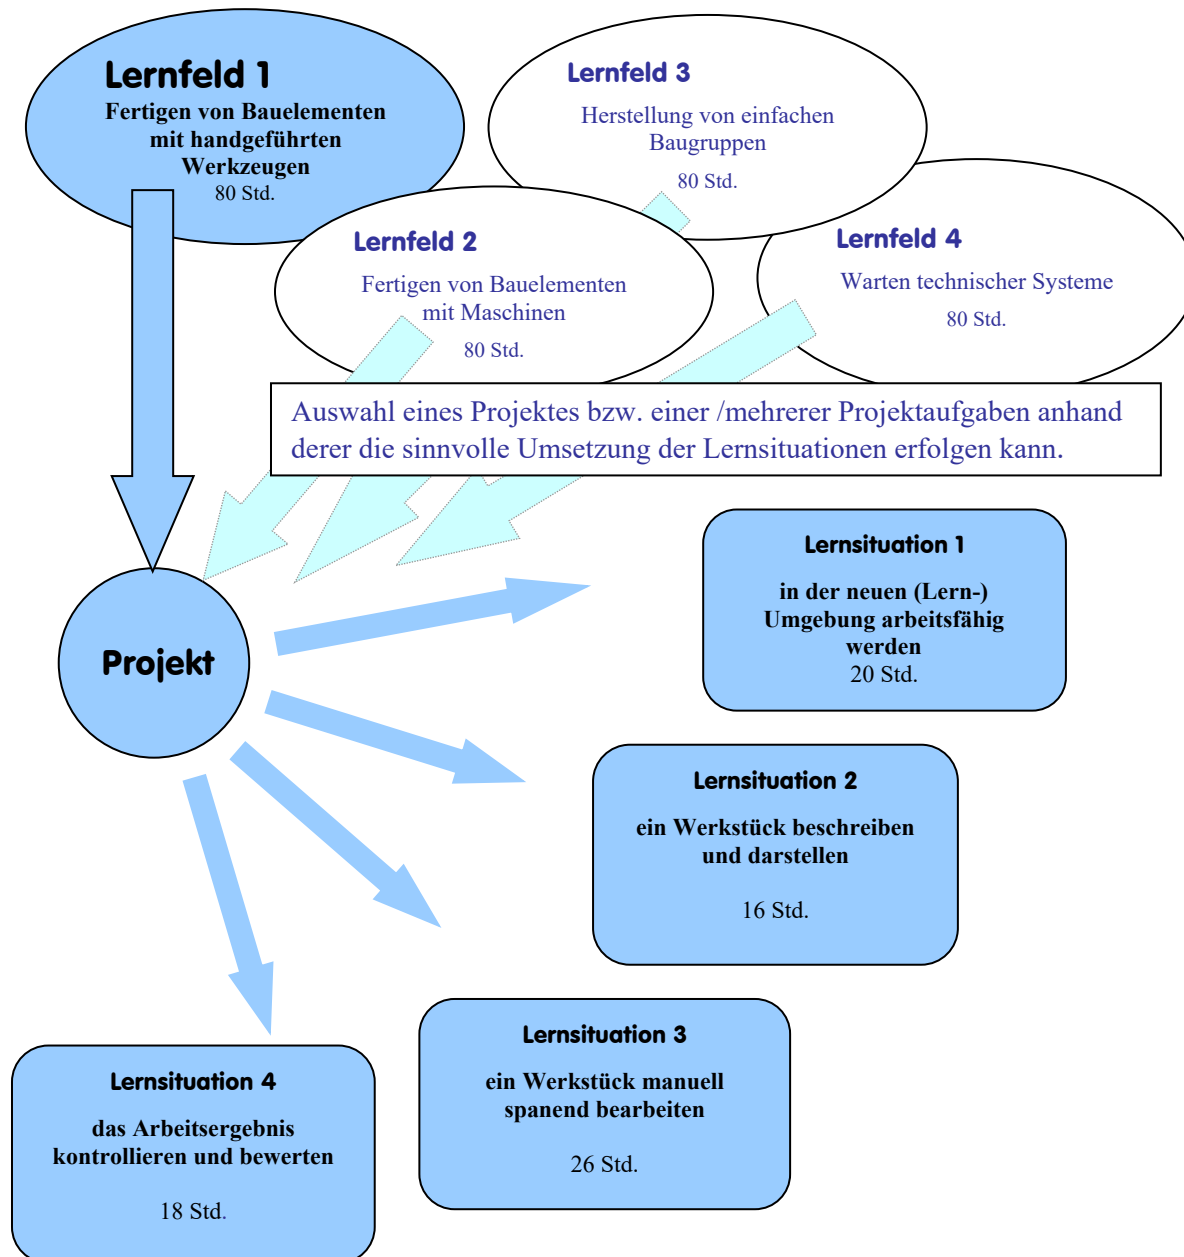 Lernfeld 1
Fertigen von Bauelementen
mit handgeführten
Werkzeugen
80 Std.
Lernfeld 3
Herstellung von einfachen
Baugruppen
80 Std.
Lernfeld 2
Fertigen von Bauelementen
mit Maschinen
80 Std.
Lernfeld 4
Warten technischer Systeme
80 Std.
Auswahl eines Projektes bzw. einer /mehrerer Projektaufgaben anhand
derer die sinnvolle Umsetzung der Lernsituationen erfolgen kann.
Projekt
Lernsituation 1
in der neuen (Lern-)
Umgebung arbeitsfähig
werden
20 Std.
Lernsituation 2
ein Werkstück beschreiben
und darstellen
16 Std.
Lernsituation 3
ein Werkstück manuell
spanend bearbeiten
26 Std.
Lernsituation 4
das Arbeitsergebnis
kontrollieren und bewerten
18 Std.